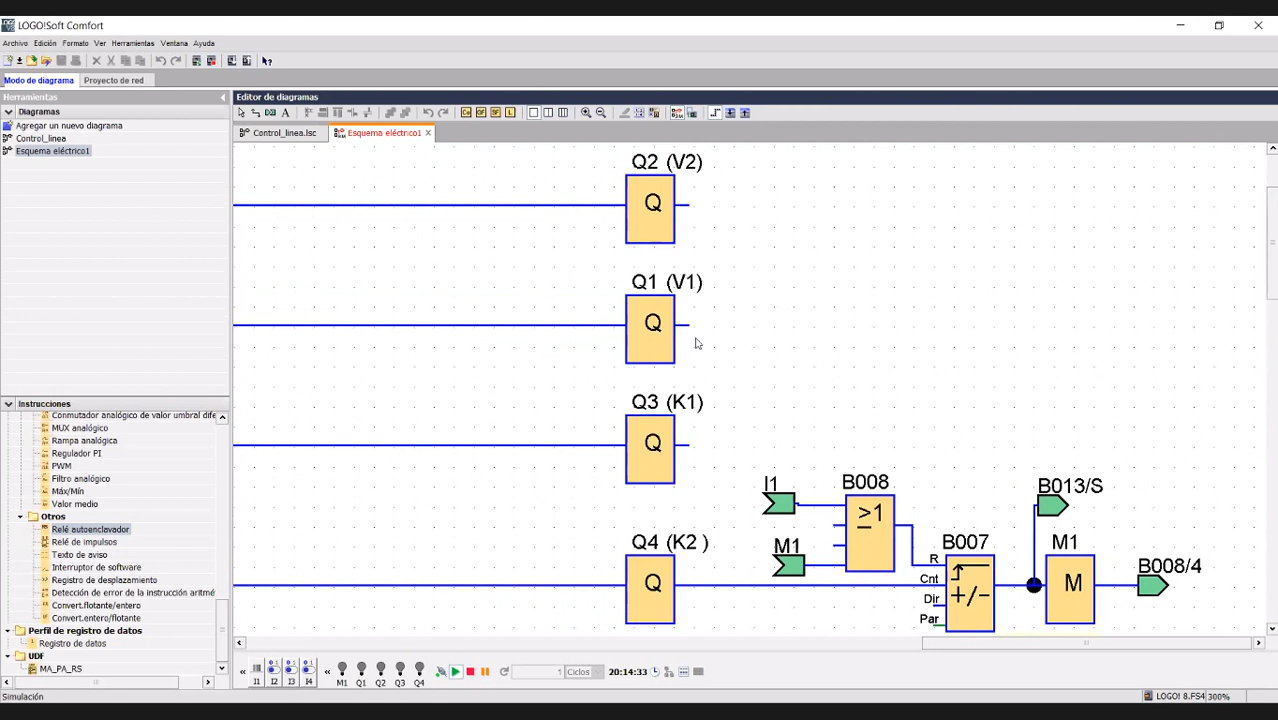 LOGO!Soft Comfort
Archivo Edición Formato Ver Herramientas Ventana Ayuda
Modo de diagrama Proyecto de red
Herramientas
Diagramas
Agregar un nuevo diagrama
Control_linea
Esquema eléctrico1
Instrucciones
Conmutador analógico de valor umbral dife
MUX analógico
Rampa analógica
Regulador PI
PWM
Filtro analógico
Máx/Mín
Valor medio
Otros
Relé autoenclavador
Relé de impulsos
Texto de aviso
Interruptor de software
Registro de desplazamiento
Detección de error de la instrucción aritmé
Convert.flotante/entero
Convert.entero/flotante
Perfil de registro de datos
Registro de datos
UDF
MA_PA_RS
Editor de diagramas
Control_linea.lsc Esquema eléctrico1
Q2 (V2)
Q
Q1 (V1)
Q
Q3 (K1)
Q
Q4 (K2 )
Q
I1
M1
B008
>1
B007
R
Cnt
Dir
Par
+/-
B013/S
M1
M
B008/4
I1 I2 I3 I4
M1 Q1 Q2 Q3 Q4
1 Ciclos
20:14:33
Simulación
LOGO! 8.FS4 300%